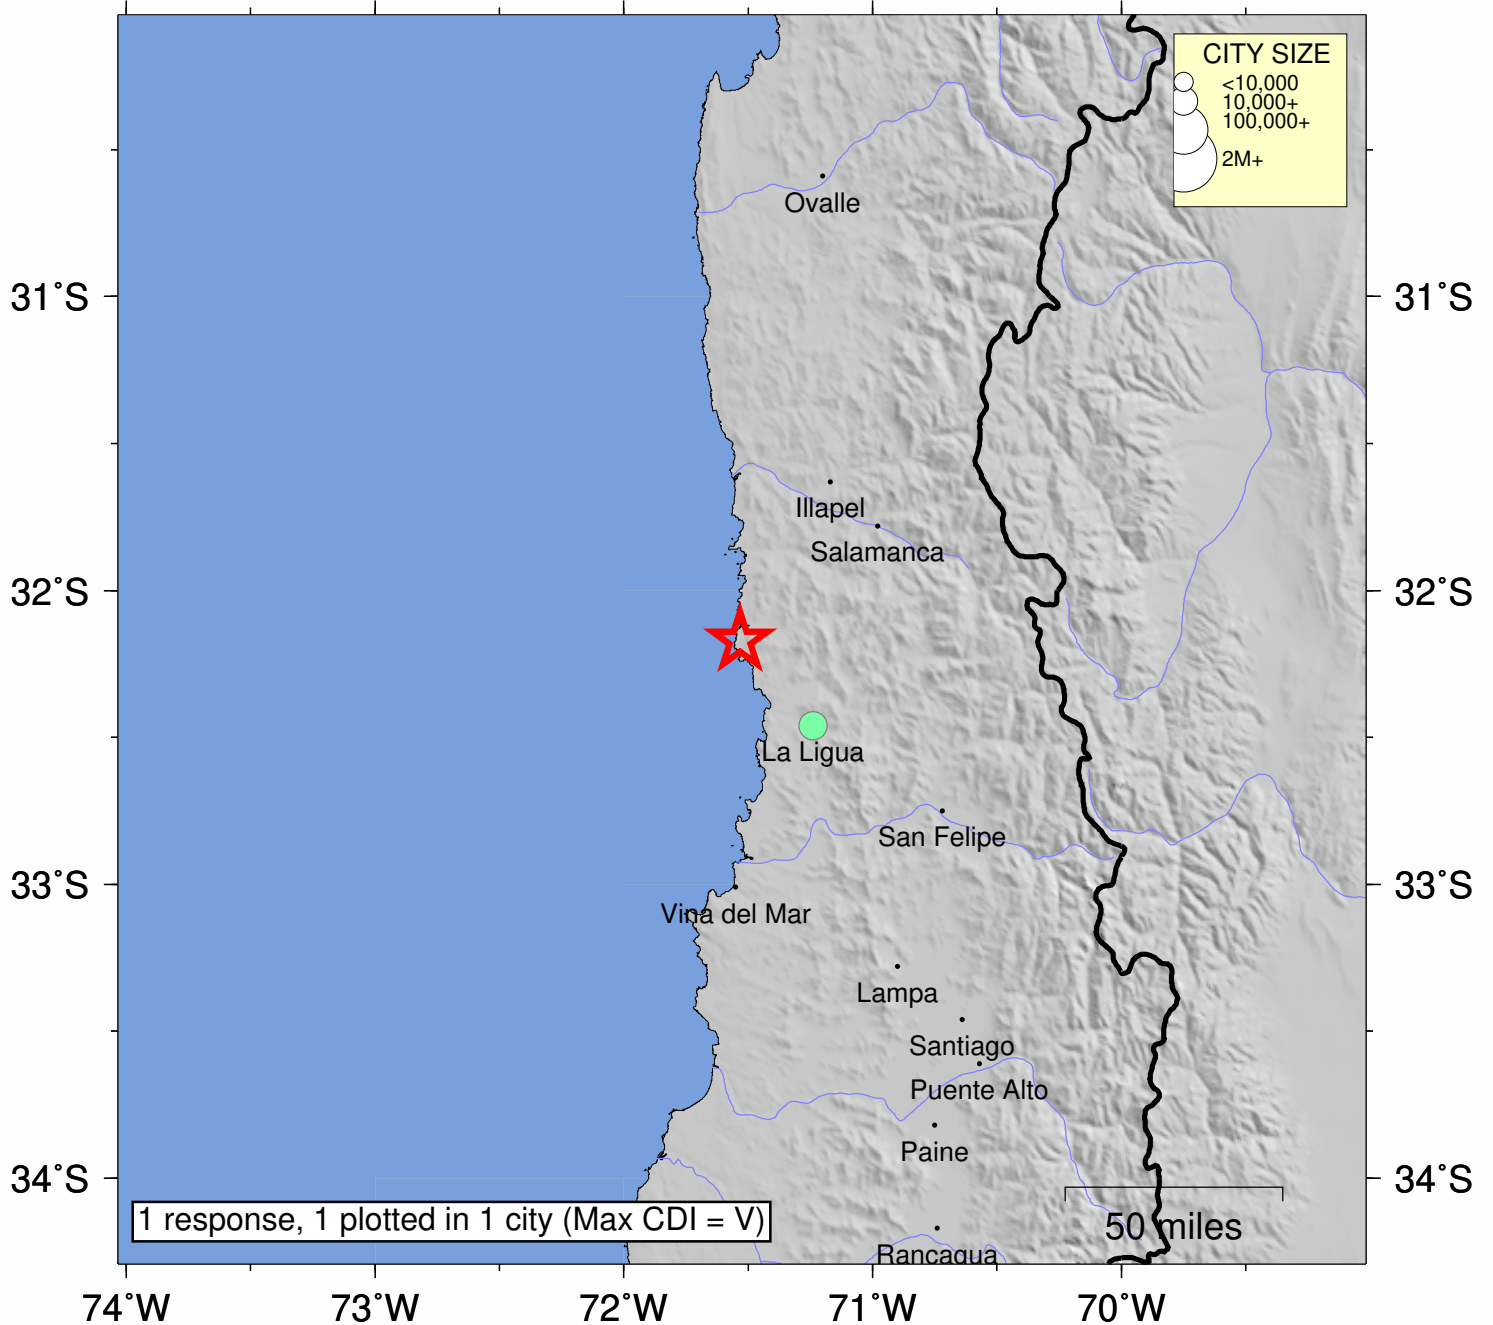 CITY SIZE
<10,000
10,000+
100,000+
2M+
Ovalle
31°S
31°S
Illapel
Salamanca
32°S
32°S
La Ligua
San Felipe
33°S
33°S
Vina del Mar
Lampa
Santiago
Puente Alto
Paine
34°S
34°S
1 response, 1 plotted in 1 city (Max CDI = V)
50 miles
Rancagua
74°W
73°W
72°W
71°W
70°W